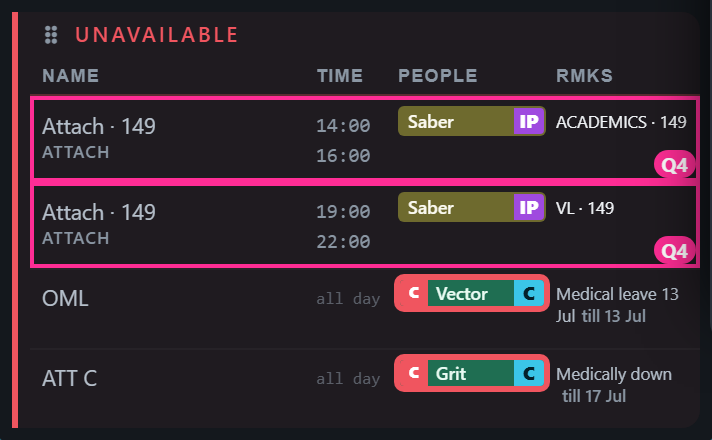 UNAVAILABLE
NAME TIME PEOPLE RMKS
Attach · 149 14:00 Saber IP ACADEMICS · 149
ATTACH 16:00 Q4
Attach · 149 19:00 Saber IP VL · 149
ATTACH 22:00 Q4
OML all day C Vector C Medical leave 13
Jul till 13 Jul
ATT C all day C Grit C Medically down
till 17 Jul